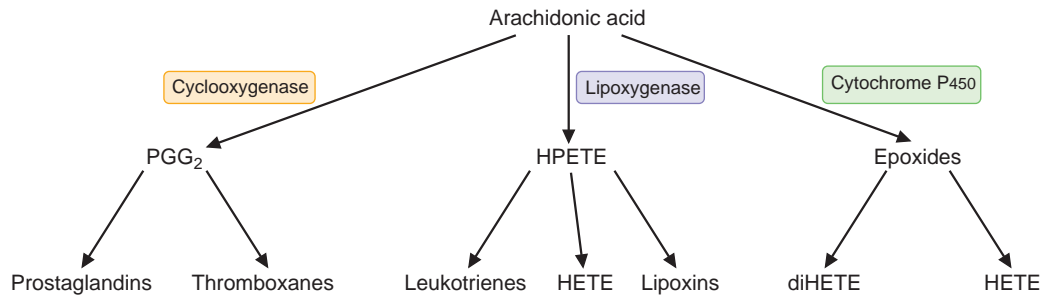 Arachidonic acid
Cyclooxygenase
Lipoxygenase
Cytochrome P450
PGG2
HPETE
Epoxides
Prostaglandins
Thromboxanes
Leukotrienes
HETE
Lipoxins
diHETE
HETE